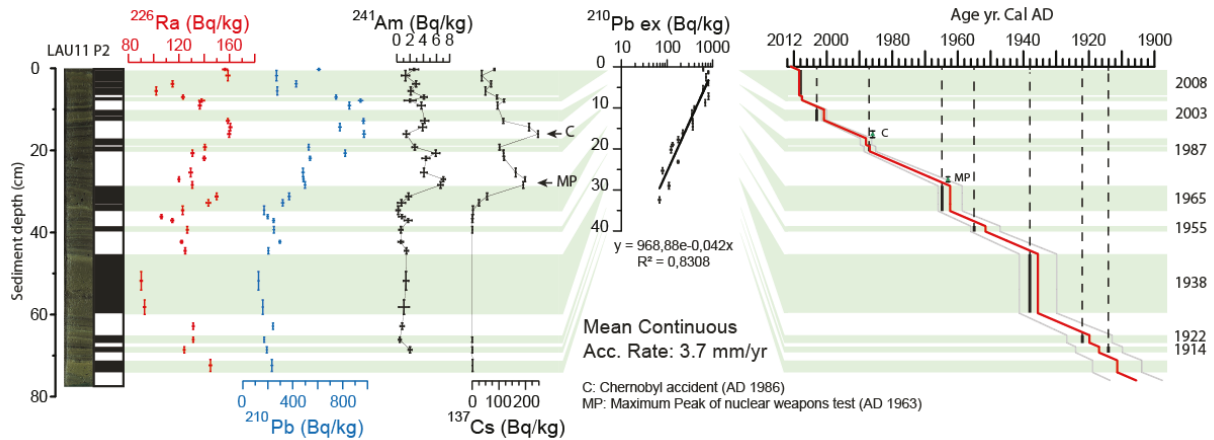 226Ra (Bq/kg)
80 120 160
LAU11 P2
241Am (Bq/kg)
0 2 4 6 8
210Pb ex (Bq/kg)
10 100 1000
Age yr. Cal AD
2012 2000 1986 1960 1940 1920 1900
Sediment depth (cm)
0
20
40
60
80
C
MP
0
10
20
30
40
y = 968,88e-0,042x
R² = 0,8308
Mean Continuous
Acc. Rate: 3.7 mm/yr
C: Chernobyl accident (AD 1986)
MP: Maximum Peak of nuclear weapons test (AD 1963)
C
MP
2008
2003
1987
1965
1955
1938
1922
1914
0 400 800
210Pb (Bq/kg)
0 100 200
137Cs (Bq/kg)